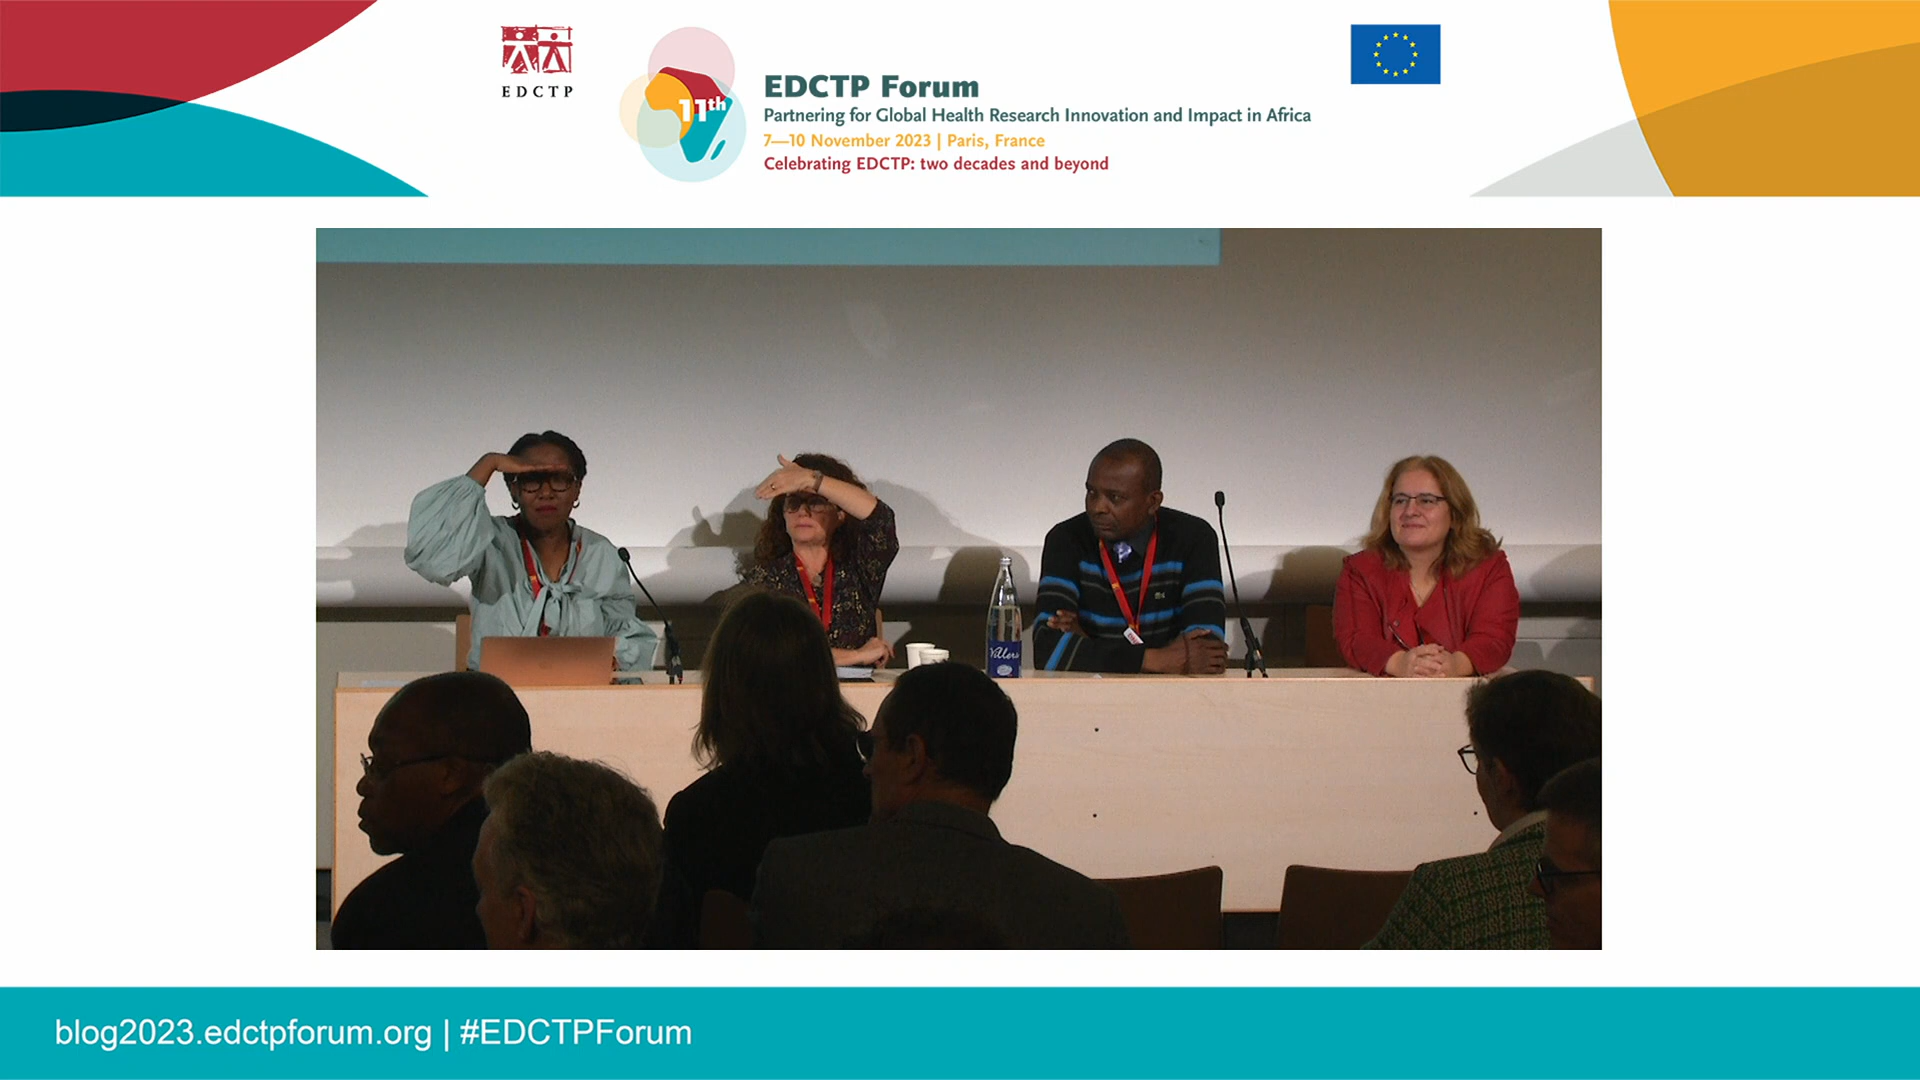 EDCTP
11th
EDCTP Forum
Partnering for Global Health Research Innovation and Impact in Africa
7—10 November 2023 | Paris, France
Celebrating EDCTP: two decades and beyond
Villers
blog2023.edctpforum.org | #EDCTPForum